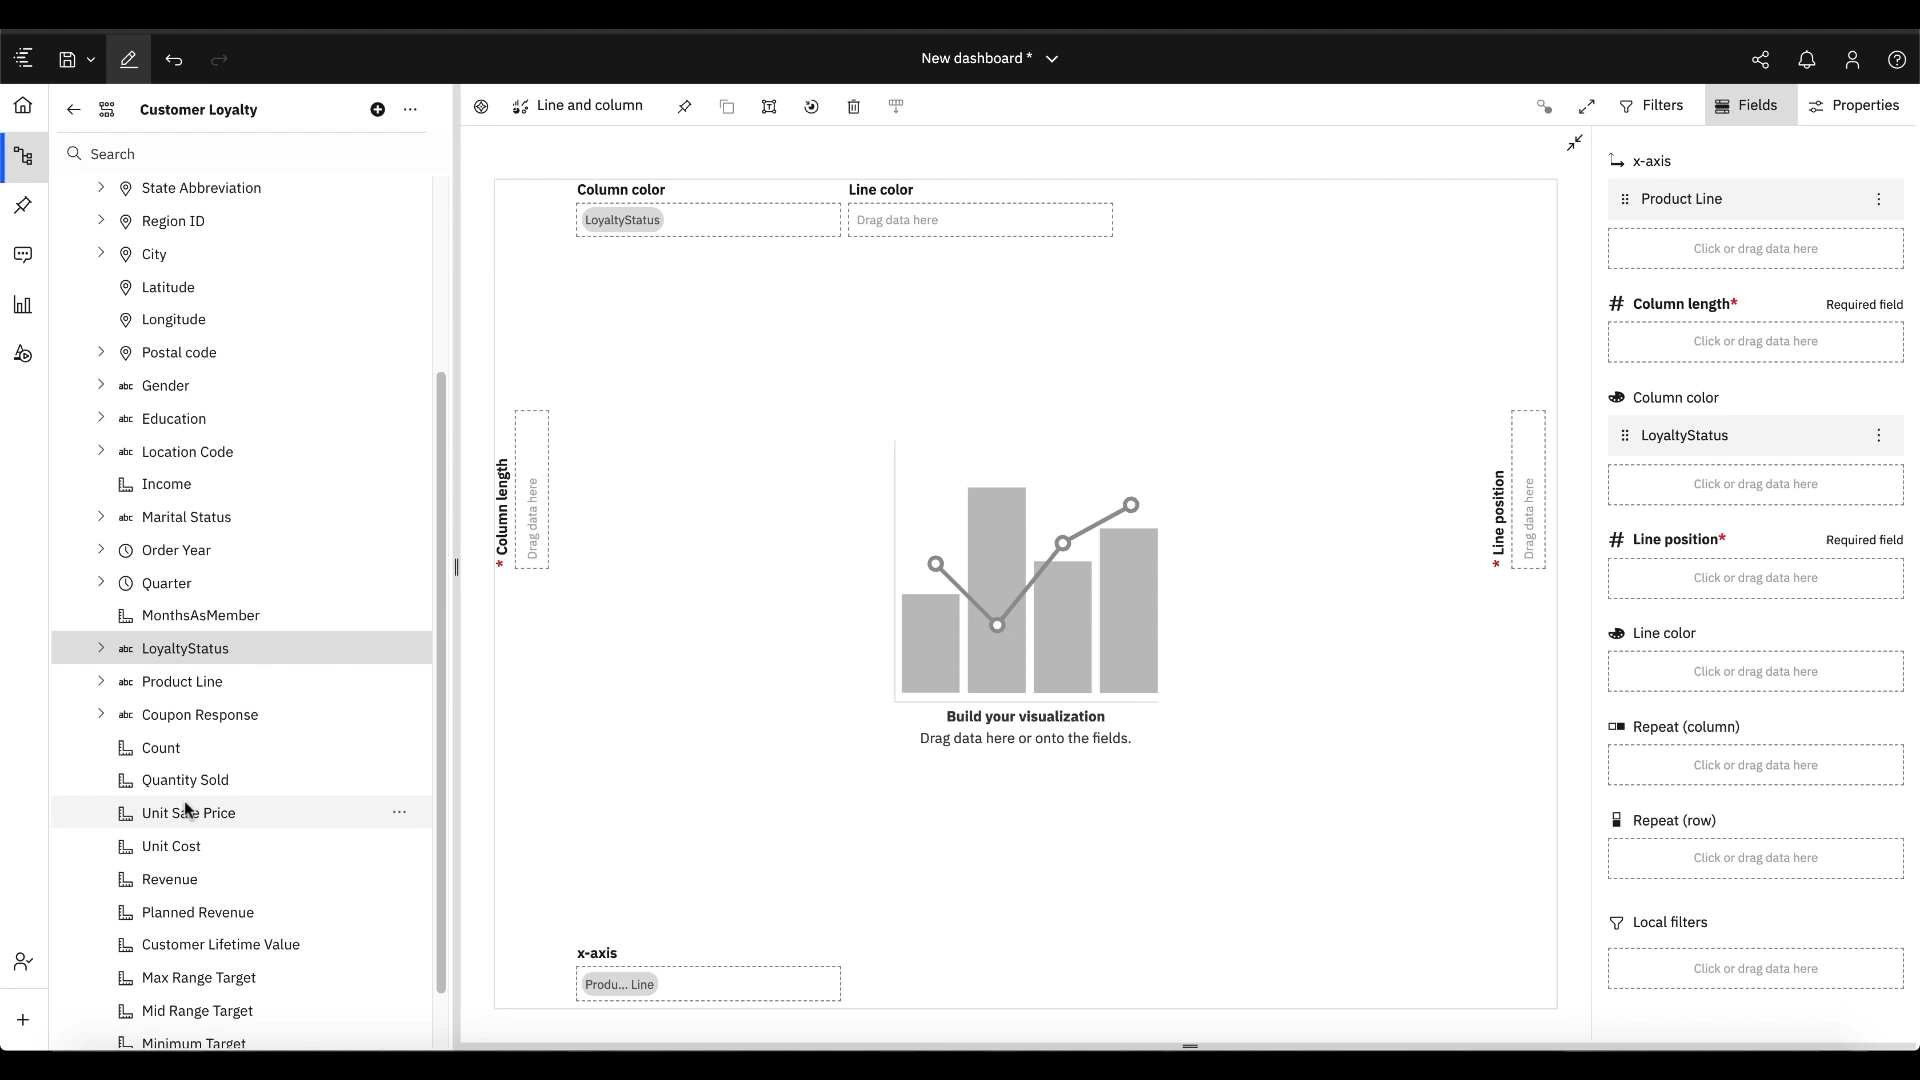 New dashboard *
Customer Loyalty
Line and column
Filters
Fields
Properties
Search
State Abbreviation
Region ID
City
Latitude
Longitude
Postal code
abc Gender
abc Education
abc Location Code
Income
abc Marital Status
Order Year
Quarter
MonthsAsMember
abc LoyaltyStatus
abc Product Line
abc Coupon Response
Count
Quantity Sold
Unit Sale Price
Unit Cost
Revenue
Planned Revenue
Customer Lifetime Value
Max Range Target
Mid Range Target
Minimum Target
Column color
LoyaltyStatus
Line color
Drag data here
* Column length
Drag data here
* Line position
Drag data here
Build your visualization
Drag data here or onto the fields.
x-axis
Produ... Line
x-axis
Product Line
Click or drag data here
# Column length* Required field
Click or drag data here
Column color
LoyaltyStatus
Click or drag data here
# Line position* Required field
Click or drag data here
Line color
Click or drag data here
Repeat (column)
Click or drag data here
Repeat (row)
Click or drag data here
Local filters
Click or drag data here